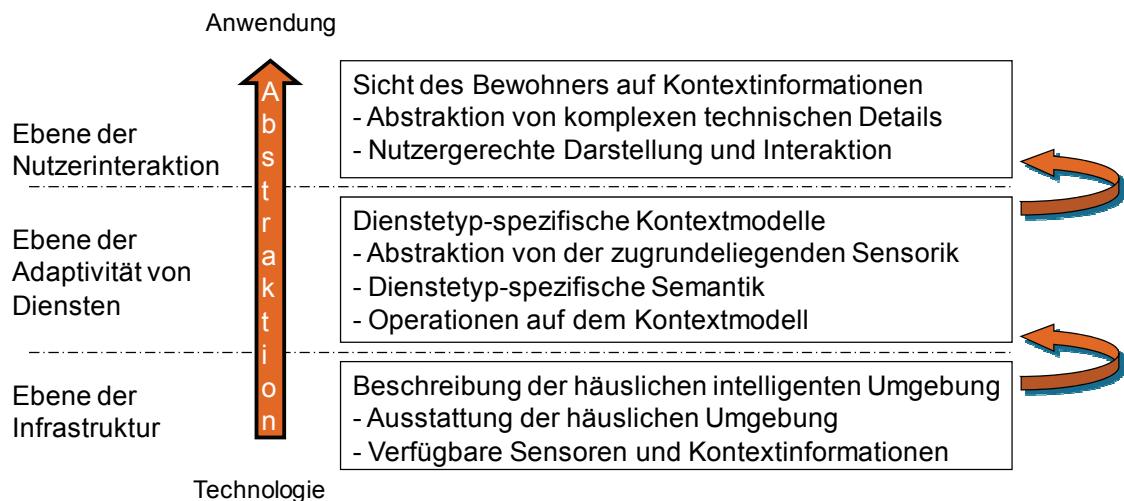 Anwendung
Abstraktion
Sicht des Bewohners auf Kontextinformationen
- Abstraktion von komplexen technischen Details
- Nutzergerechte Darstellung und Interaktion
Ebene der
Nutzerinteraktion
Dienstetyp-spezifische Kontextmodelle
- Abstraktion von der zugrundeliegenden Sensorik
- Dienstetyp-spezifische Semantik
- Operationen auf dem Kontextmodell
Ebene der
Adaptivität von
Diensten
Beschreibung der häuslichen intelligenten Umgebung
- Ausstattung der häuslichen Umgebung
- Verfügbare Sensoren und Kontextinformationen
Ebene der
Infrastruktur
Technologie